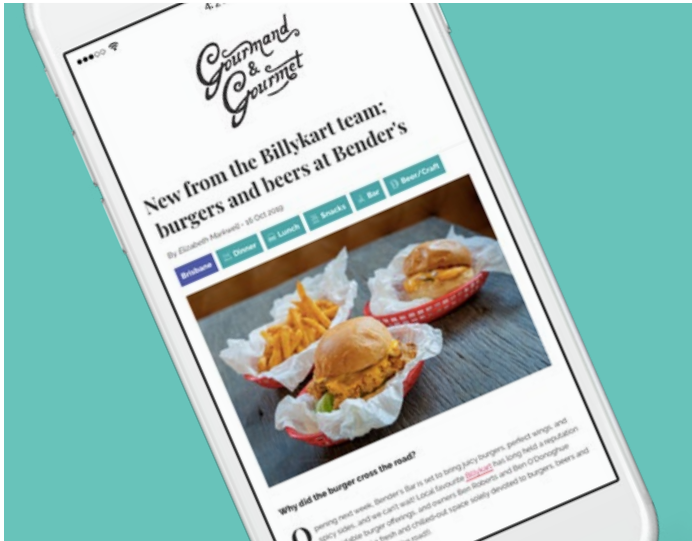 Gourmand
&
Gourmet
New from the Billykart team:
burgers and beers at Bender's
By Elizabeth Markwell - 16 Oct 2019
Brisbane
Dinner
Lunch
Snacks
Bar
Beer/Craft
Why did the burger cross the road?
Opening next week, Bender's Bar is set to bring juicy burgers, perfect wings, and
spicy sides, and we can't wait! Local favourite Billykart has long held a reputation
burger offerings, and owners Ben Roberts and Ben O'Donoghue
fresh and chilled-out space solely devoted to burgers, beers and